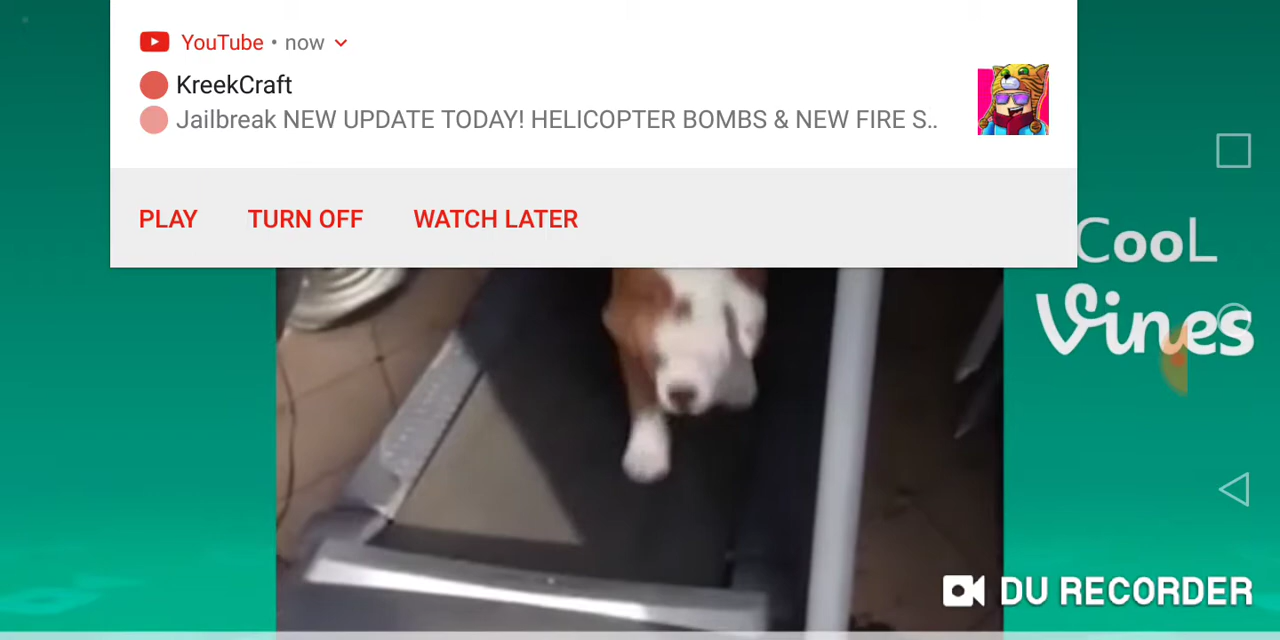 YouTube • now
KreekCraft
Jailbreak NEW UPDATE TODAY! HELICOPTER BOMBS & NEW FIRE S..
PLAY TURN OFF WATCH LATER
CooL
Vines
DU RECORDER